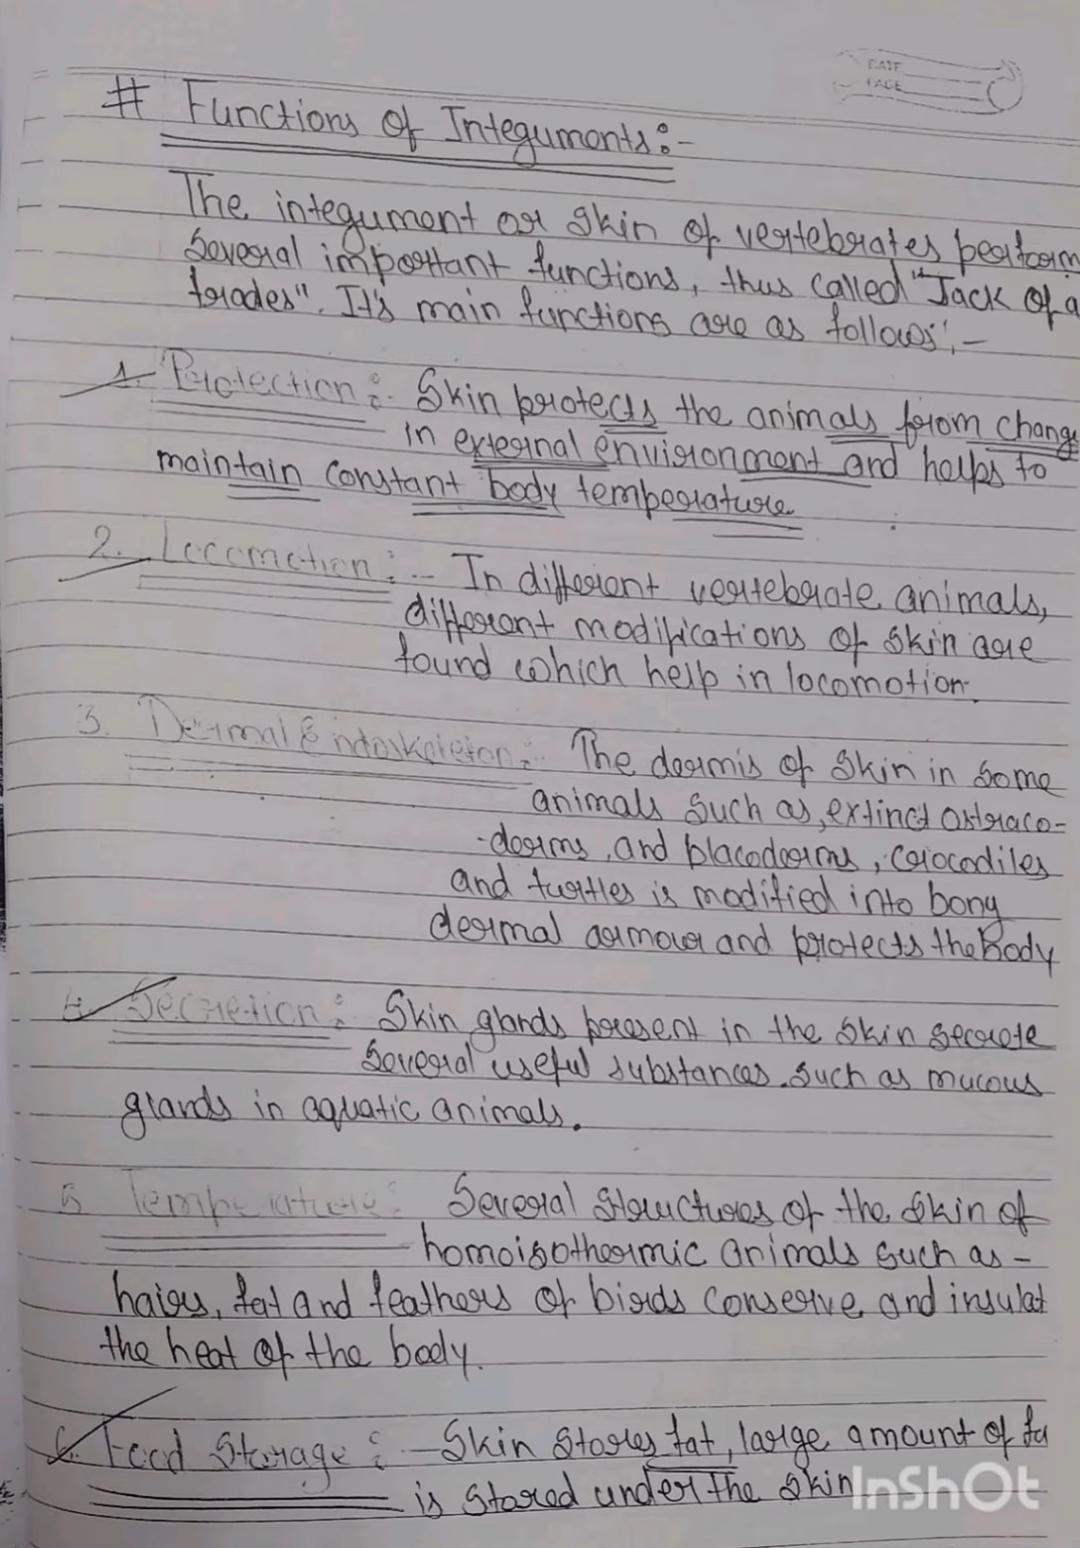 DATE
PAGE
# Functions of Integuments:-
The integument or skin of vertebrates perform
several important functions, thus called "Jack of a
trades". It's main functions are as follows:-
1. Protection: Skin protects the animals from change
in external environment and helps to
maintain constant body temperature
2. Locomotion:- In different vertebrate animals,
different modifications of skin are
found which help in locomotion.
3. Dermal Endoskeleton: The dermis of skin in some
animals such as, extinct ostraco-
-derms, and placoderms, crocodiles
and turtles is modified into bony
dermal armour and protects the body
4. Secretion: Skin glands present in the skin secrete
several useful substances. Such as mucous
glands in aquatic animals.
5 Temperature: Several structures of the skin of
homoisothermic animals such as -
hairs, fat and feathers of birds conserve and insulat
the heat of the body.
6. Food Storage: - Skin stores fat, large amount of fa
is stored under the skin
InShOt